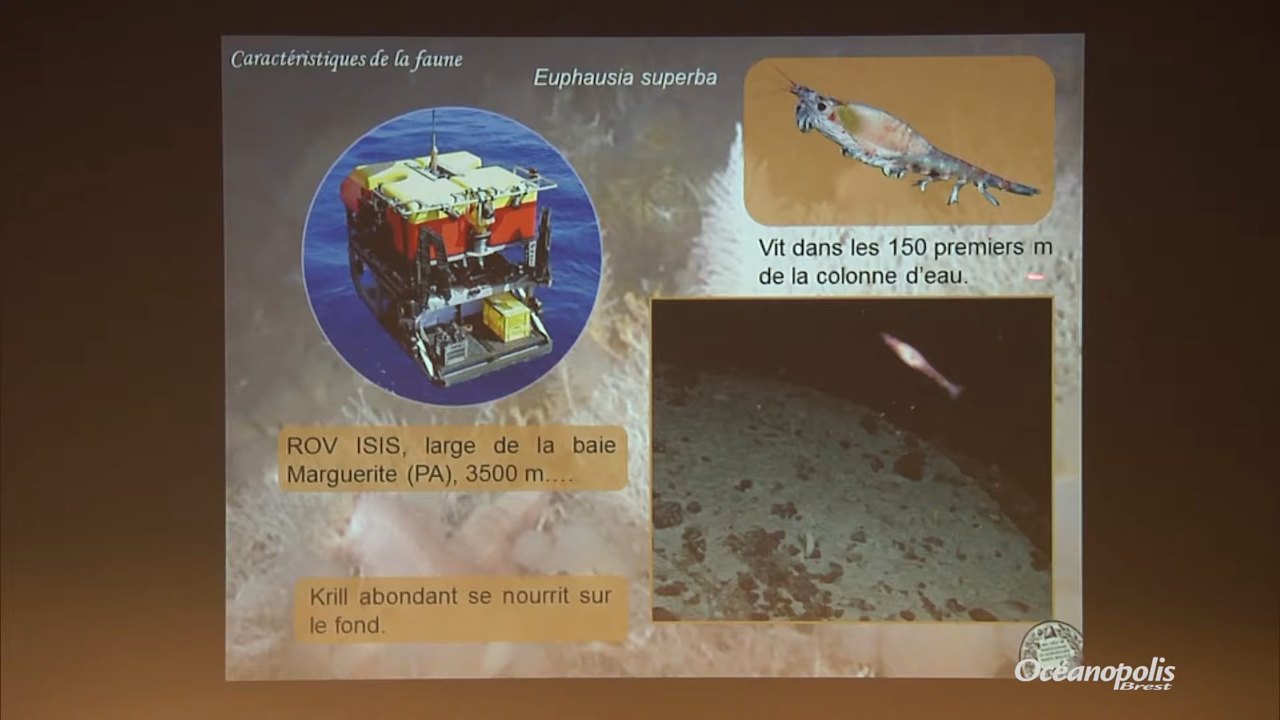 Caractéristiques de la faune
Euphausia superba
Vit dans les 150 premiers m
de la colonne d'eau.
ROV ISIS, large de la baie
Marguerite (PA), 3500 m....
Krill abondant se nourrit sur
le fond.
Océanopolis
Brest